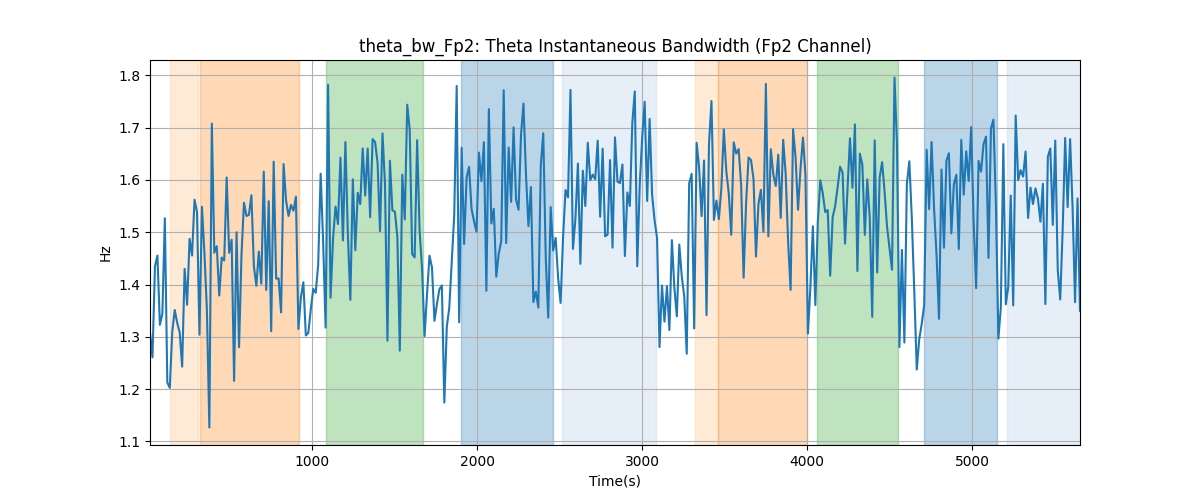 theta_bw_Fp2: Theta Instantaneous Bandwidth (Fp2 Channel)
1.8
1.7
1.6
1.5
1.4
1.3
1.2
1.1
Hz
1000 2000 3000 4000 5000
Time(s)